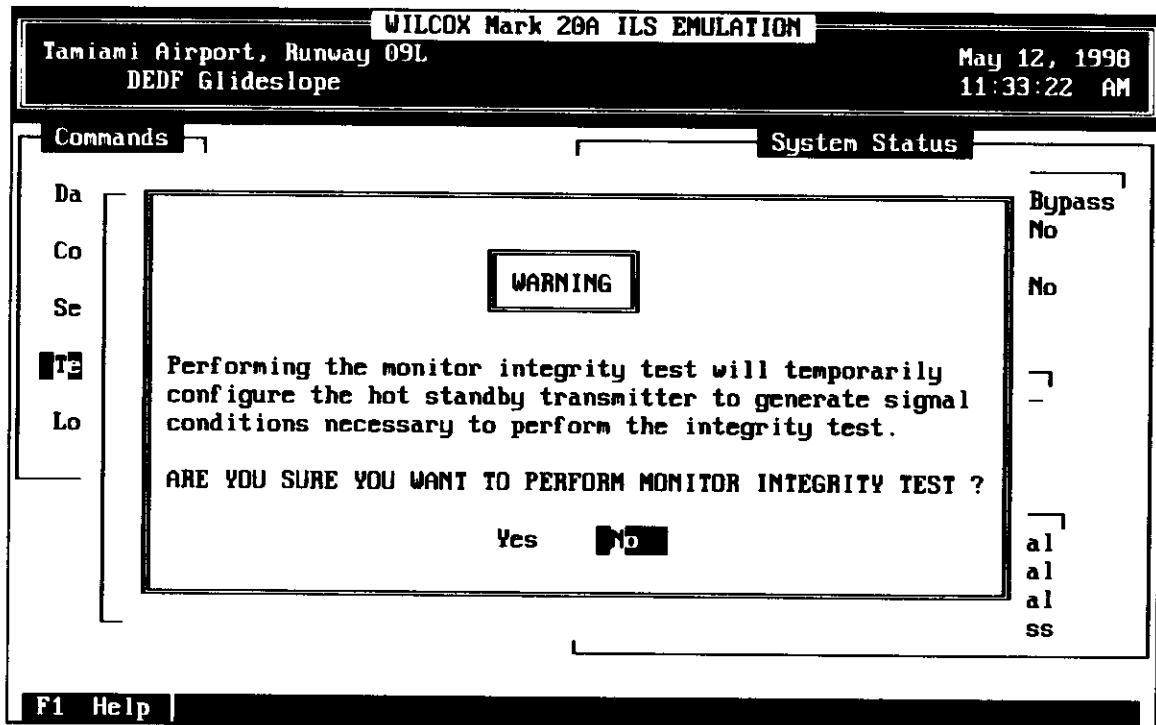 WILCOX Mark 20A ILS EMULATION
Tamiami Airport, Runway 09L
May 12, 1998
DEDF Glideslope
11:33:22 AM
Commands
System Status
Da
Bypass
No
Co
WARNING
No
Se
Te
Performing the monitor integrity test will temporarily
configure the hot standby transmitter to generate signal
Lo
conditions necessary to perform the integrity test.
ARE YOU SURE YOU WANT TO PERFORM MONITOR INTEGRITY TEST ?
Yes No
al
al
al
ss
F1 Help